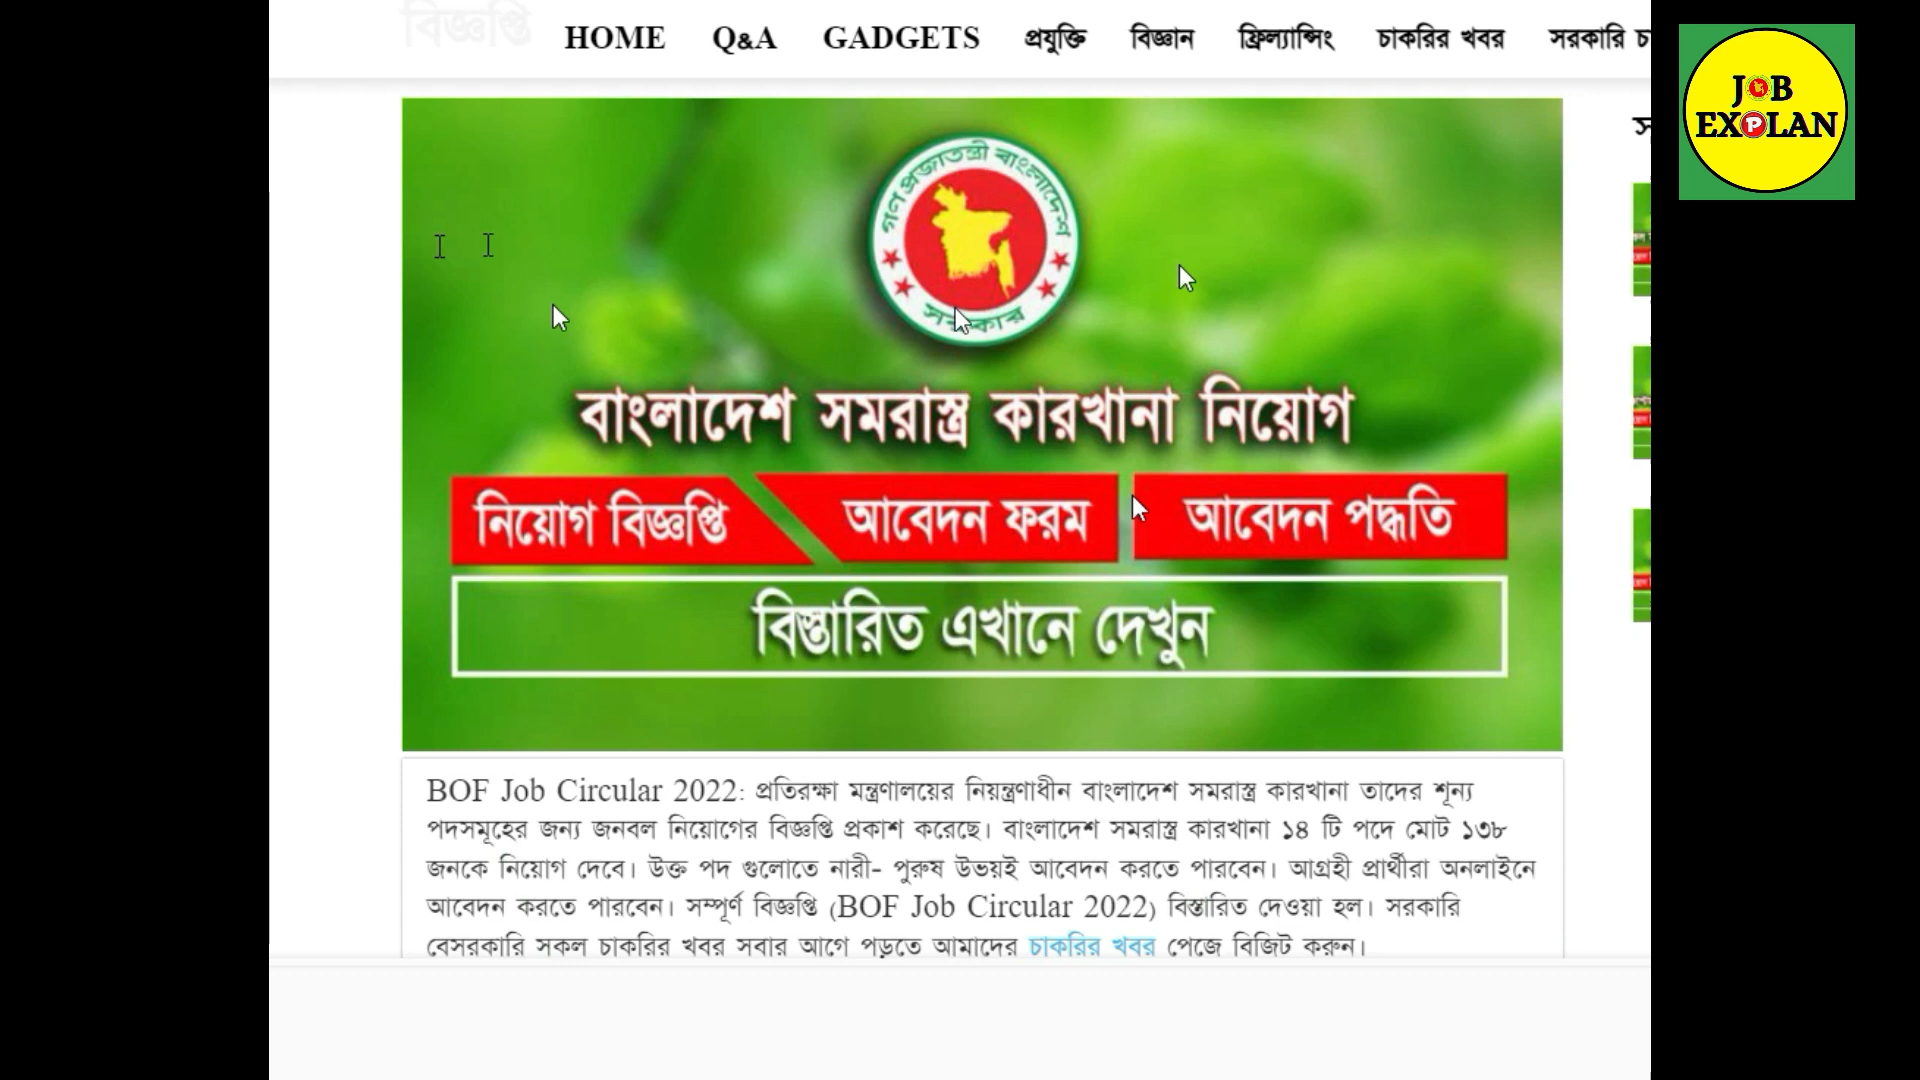 বিজ্ঞপ্তি
HOME Q&A GADGETS প্রযুক্তি বিজ্ঞান ফ্রিল্যান্সিং চাকরির খবর সরকারি
JOB
EXPLAN
গণপ্রজাতন্ত্রী বাংলাদেশ
সরকার
বাংলাদেশ সমরাস্ত্র কারখানা নিয়োগ
নিয়োগ বিজ্ঞপ্তি আবেদন ফরম আবেদন পদ্ধতি
বিস্তারিত এখানে দেখুন
BOF Job Circular 2022: প্রতিরক্ষা মন্ত্রণালয়ের নিয়ন্ত্রণাধীন বাংলাদেশ সমরাস্ত্র কারখানা তাদের শূন্য
পদসমূহের জন্য জনবল নিয়োগের বিজ্ঞপ্তি প্রকাশ করেছে। বাংলাদেশ সমরাস্ত্র কারখানা ১৪ টি পদে মোট ১৩৮
জনকে নিয়োগ দেবে। উক্ত পদ গুলোতে নারী- পুরুষ উভয়ই আবেদন করতে পারবেন। আগ্রহী প্রার্থীরা অনলাইনে
আবেদন করতে পারবেন। সম্পূর্ণ বিজ্ঞপ্তি (BOF Job Circular 2022) বিস্তারিত দেওয়া হল। সরকারি
বেসরকারি সকল চাকরির খবর সবার আগে পড়তে আমাদের চাকরির খবর পেজে বিজিট করুন।